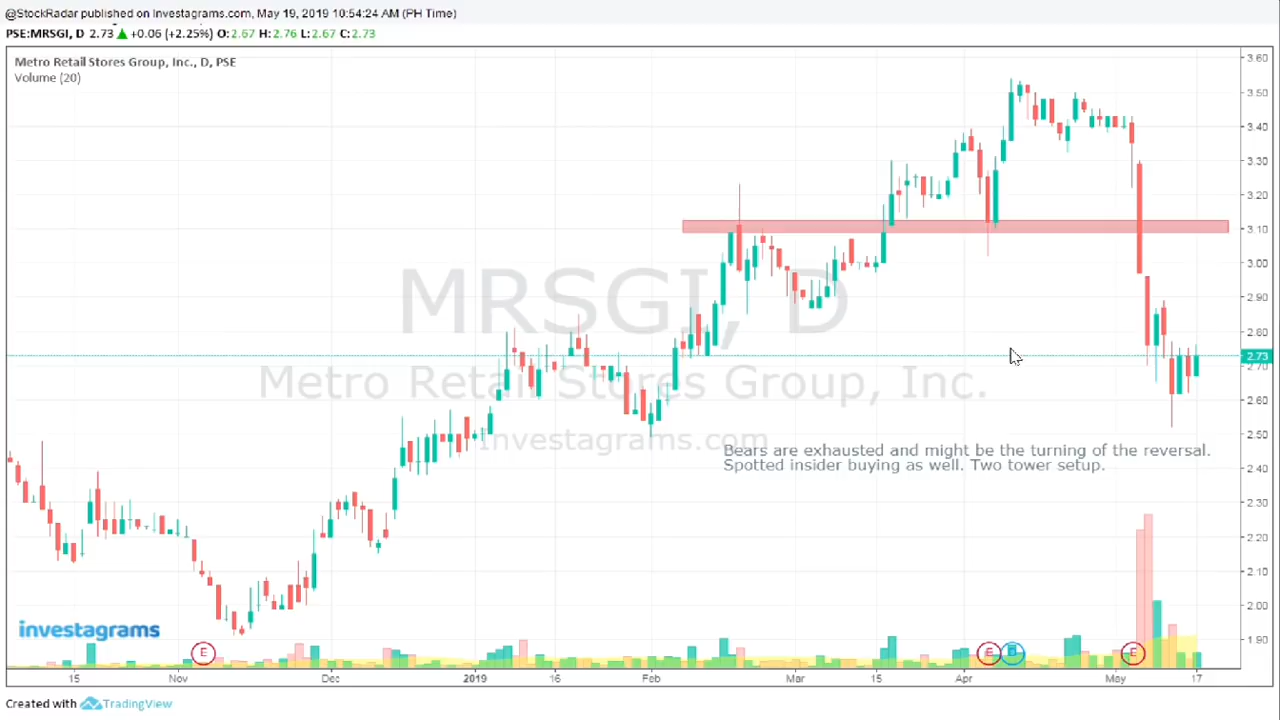 @StockRadar published on Investagrams.com, May 19, 2019 10:54:24 AM (PH Time)
PSE:MRSGI, D 2.73 ▲ +0.06 (+2.25%) O:2.67 H:2.76 L:2.67 C:2.73
Metro Retail Stores Group, Inc., D, PSE
Volume (20)
MRSGI, D
Metro Retail Stores Group, Inc.
Investagrams.com
Bears are exhausted and might be the turning of the reversal.
Spotted insider buying as well. Two tower setup.
3.60
3.50
3.40
3.30
3.20
3.10
3.00
2.90
2.80
2.73
2.70
2.60
2.50
2.40
2.30
2.20
2.10
2.00
1.90
investagrams
E
E
E
15
Nov
Dec
2019
16
Feb
Mar
15
Apr
May
17
Created with TradingView